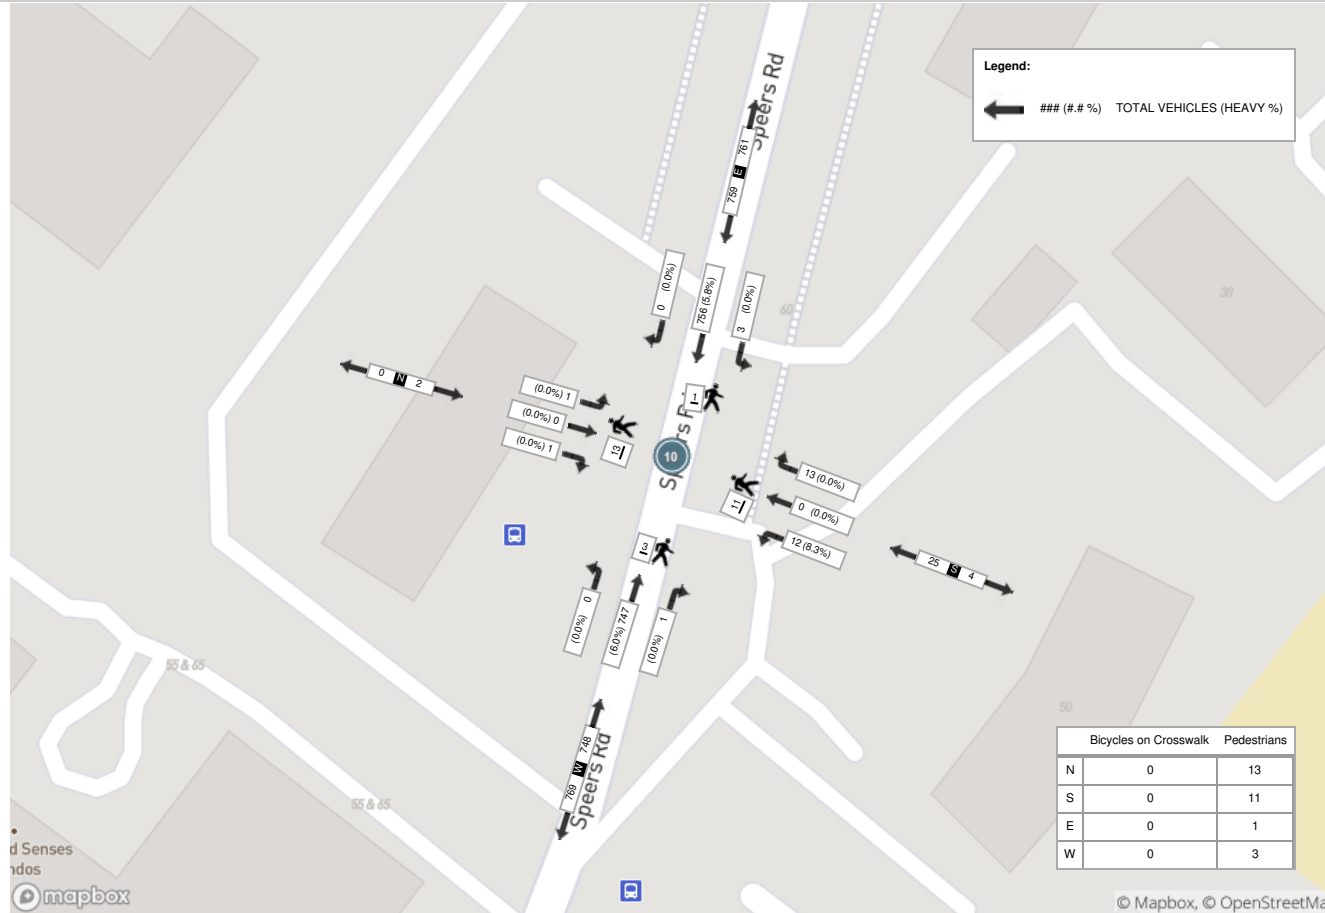 Legend:
### (#.# %) TOTAL VEHICLES (HEAVY %)
Speers Rd
761
E
759
0 (0.0%)
756 (5.8%)
3 (0.0%)
60
30
0 N 2
(0.0%) 1
(0.0%) 0
(0.0%) 1
1
13
10
Speers Rd
11
13 (0.0%)
0 (0.0%)
12 (8.3%)
3
25 S 4
(0.0%) 0
(6.0%) 747
(0.0%) 1
55 & 65
50
748
W
769
Speers Rd
55 & 65
Bicycles on Crosswalk Pedestrians
N 0 13
S 0 11
E 0 1
W 0 3
d Senses
ndos
mapbox
© Mapbox, © OpenStreetMa